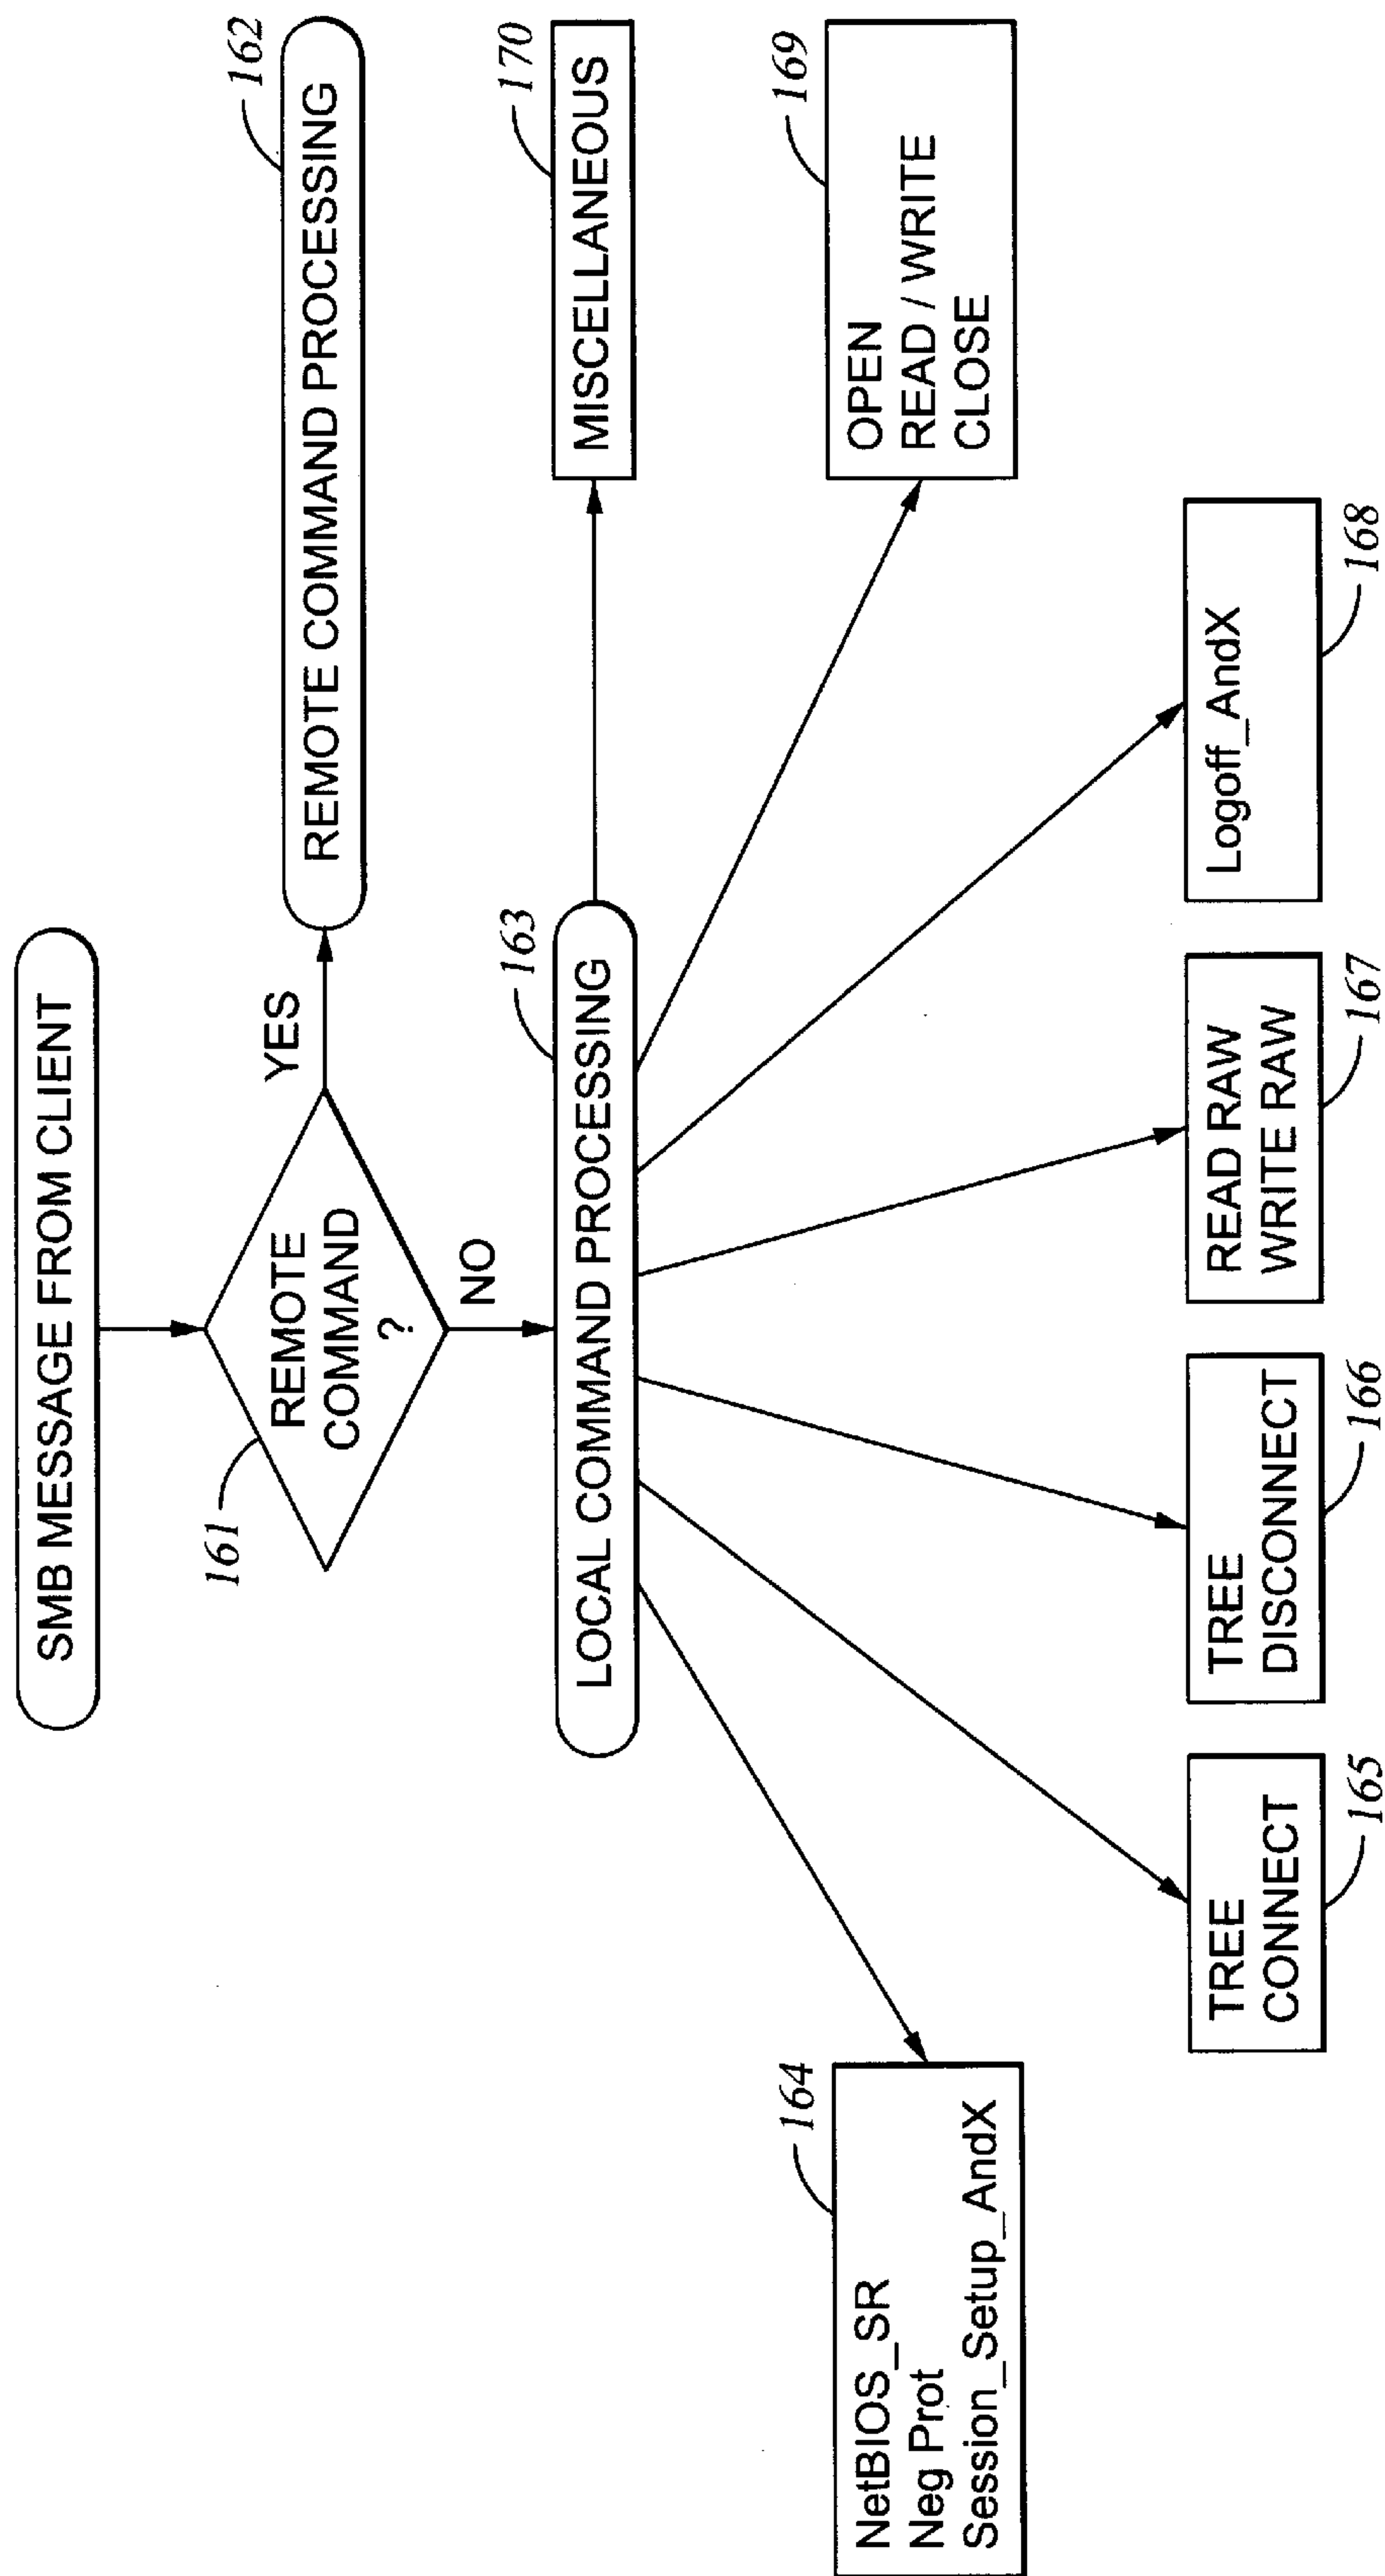 SMB MESSAGE FROM CLIENT
161
REMOTE
COMMAND
?
YES
162
REMOTE COMMAND PROCESSING
NO
163
LOCAL COMMAND PROCESSING
170
MISCELLANEOUS
164
NetBIOS_SR
Neg Prot
Session_Setup_AndX
169
OPEN
READ / WRITE
CLOSE
TREE
CONNECT
165
TREE
DISCONNECT
166
READ RAW
WRITE RAW
167
Logoff_AndX
168